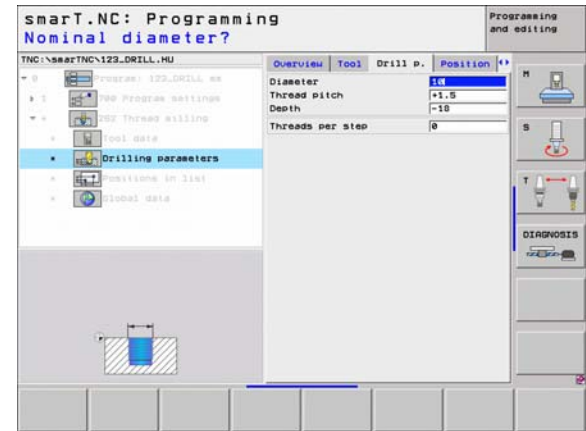 smarT.NC: Programming
Programming and editing
Nominal diameter?
TNC:\smarTNC\123_DRILL.HU
Overview Tool Drill p. Position
0 Program: 123_DRILL mm
1 700 Program settings
Thread milling
Tool data
Drilling parameters
Positions in list
Global data
Diameter 10
Thread pitch +1.5
Depth -18
Threads per step 0
M
S
T
DIAGNOSIS